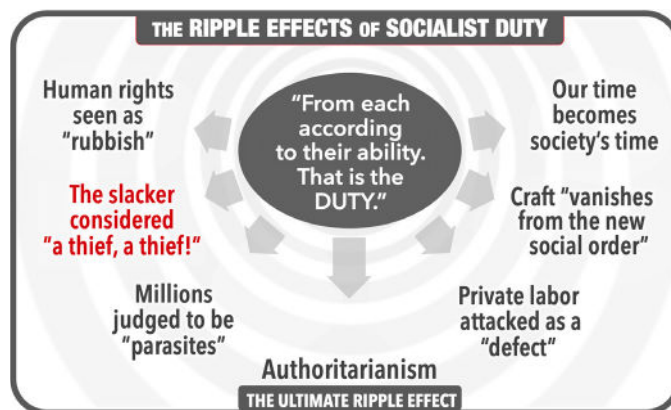 THE RIPPLE EFFECTS OF SOCIALIST DUTY
Human rights
seen as
"rubbish"
"From each
according
to their ability.
That is the
DUTY."
Our time
becomes
society's time
The slacker
considered
"a thief, a thief!"
Craft "vanishes
from the new
social order"
Millions
judged to be
"parasites"
Private labor
attacked as a
"defect"
Authoritarianism
THE ULTIMATE RIPPLE EFFECT